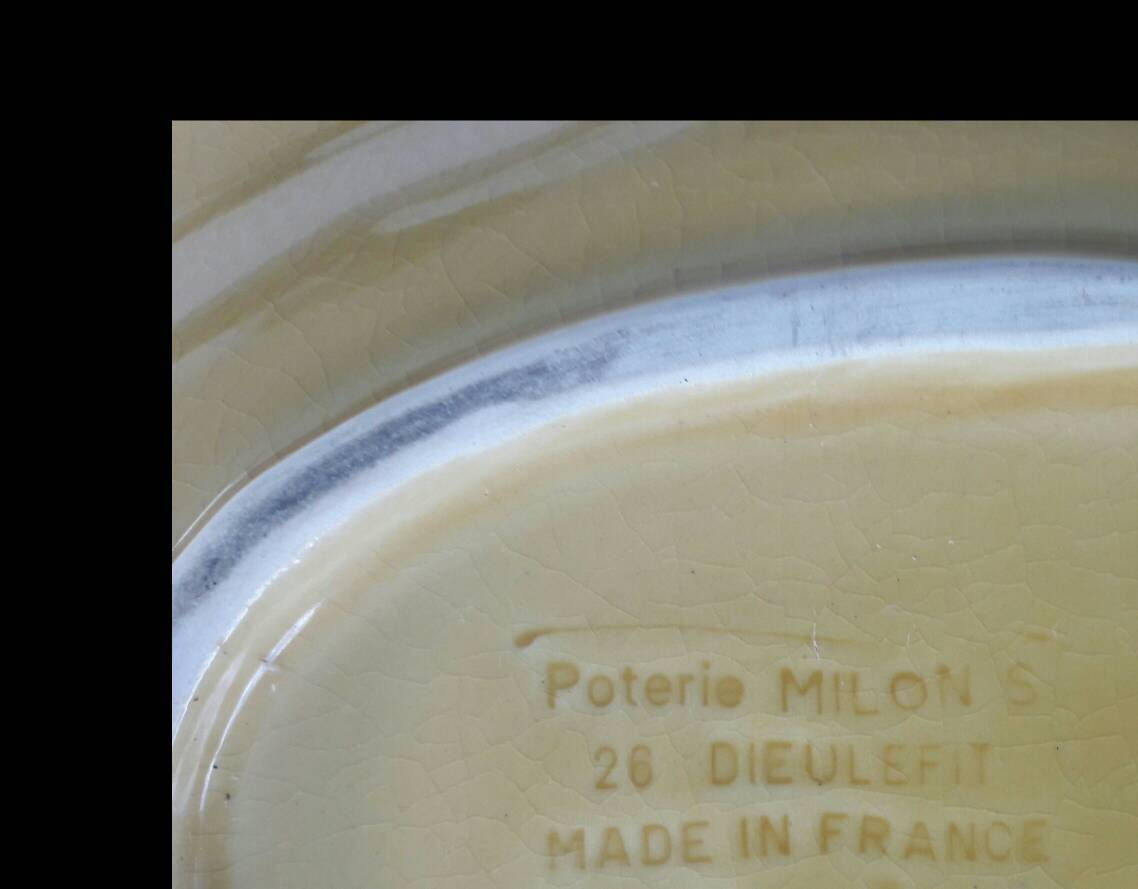 Poterie MILON S
26 DIEULEFIT
MADE IN FRANCE